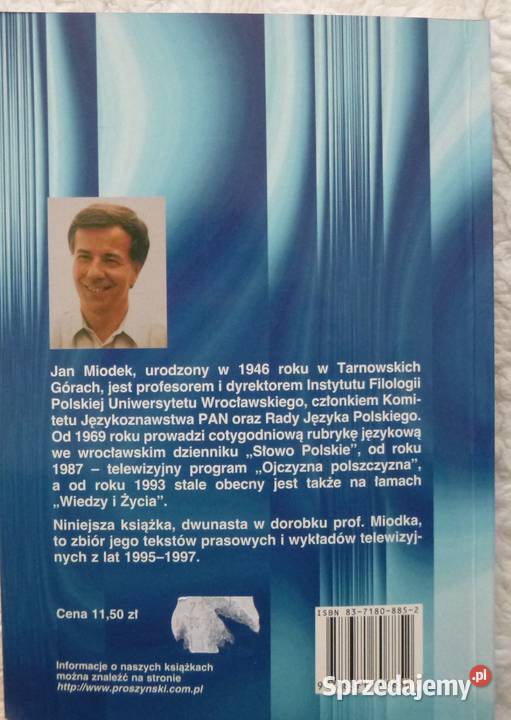 Jan Miodek, urodzony w 1946 roku w Tarnowskich
Górach, jest profesorem i dyrektorem Instytutu Filologii
Polskiej Uniwersytetu Wrocławskiego, członkiem Komi-
tetu Językoznawstwa PAN oraz Rady Języka Polskiego.
Od 1969 roku prowadzi cotygodniową rubrykę językową
we wrocławskim dzienniku „Słowo Polskie”, od roku
1987 – telewizyjny program „Ojczyzna polszczyzna”,
a od roku 1993 stale obecny jest także na łamach
„Wiedzy i Życia”.
Niniejsza książka, dwunasta w dorobku prof. Miodka,
to zbiór jego tekstów prasowych i wykładów telewizyj-
nych z lat 1995–1997.
Cena 11,50 zł
Informacje o naszych książkach
można znaleźć na stronie
http://www.proszynski.com.pl
ISBN 83-7180-885-2
9
Sprzedajemy.pl